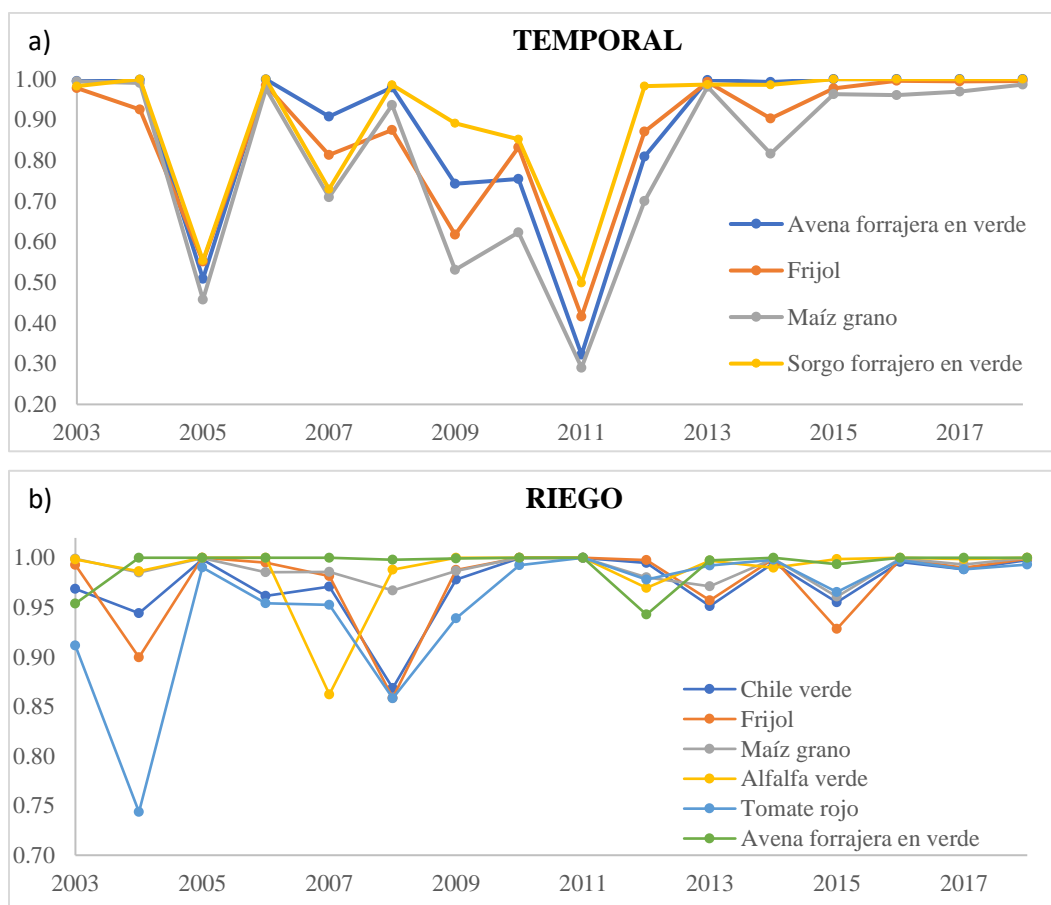 a)
TEMPORAL
1.00
0.90
0.80
0.70
0.60
0.50
0.40
0.30
0.20
Avena forrajera en verde
Frijol
Maíz grano
Sorgo forrajero en verde
2003 2005 2007 2009 2011 2013 2015 2017
b)
RIEGO
1.00
0.95
0.90
0.85
0.80
0.75
0.70
Chile verde
Frijol
Maíz grano
Alfalfa verde
Tomate rojo
Avena forrajera en verde
2003 2005 2007 2009 2011 2013 2015 2017